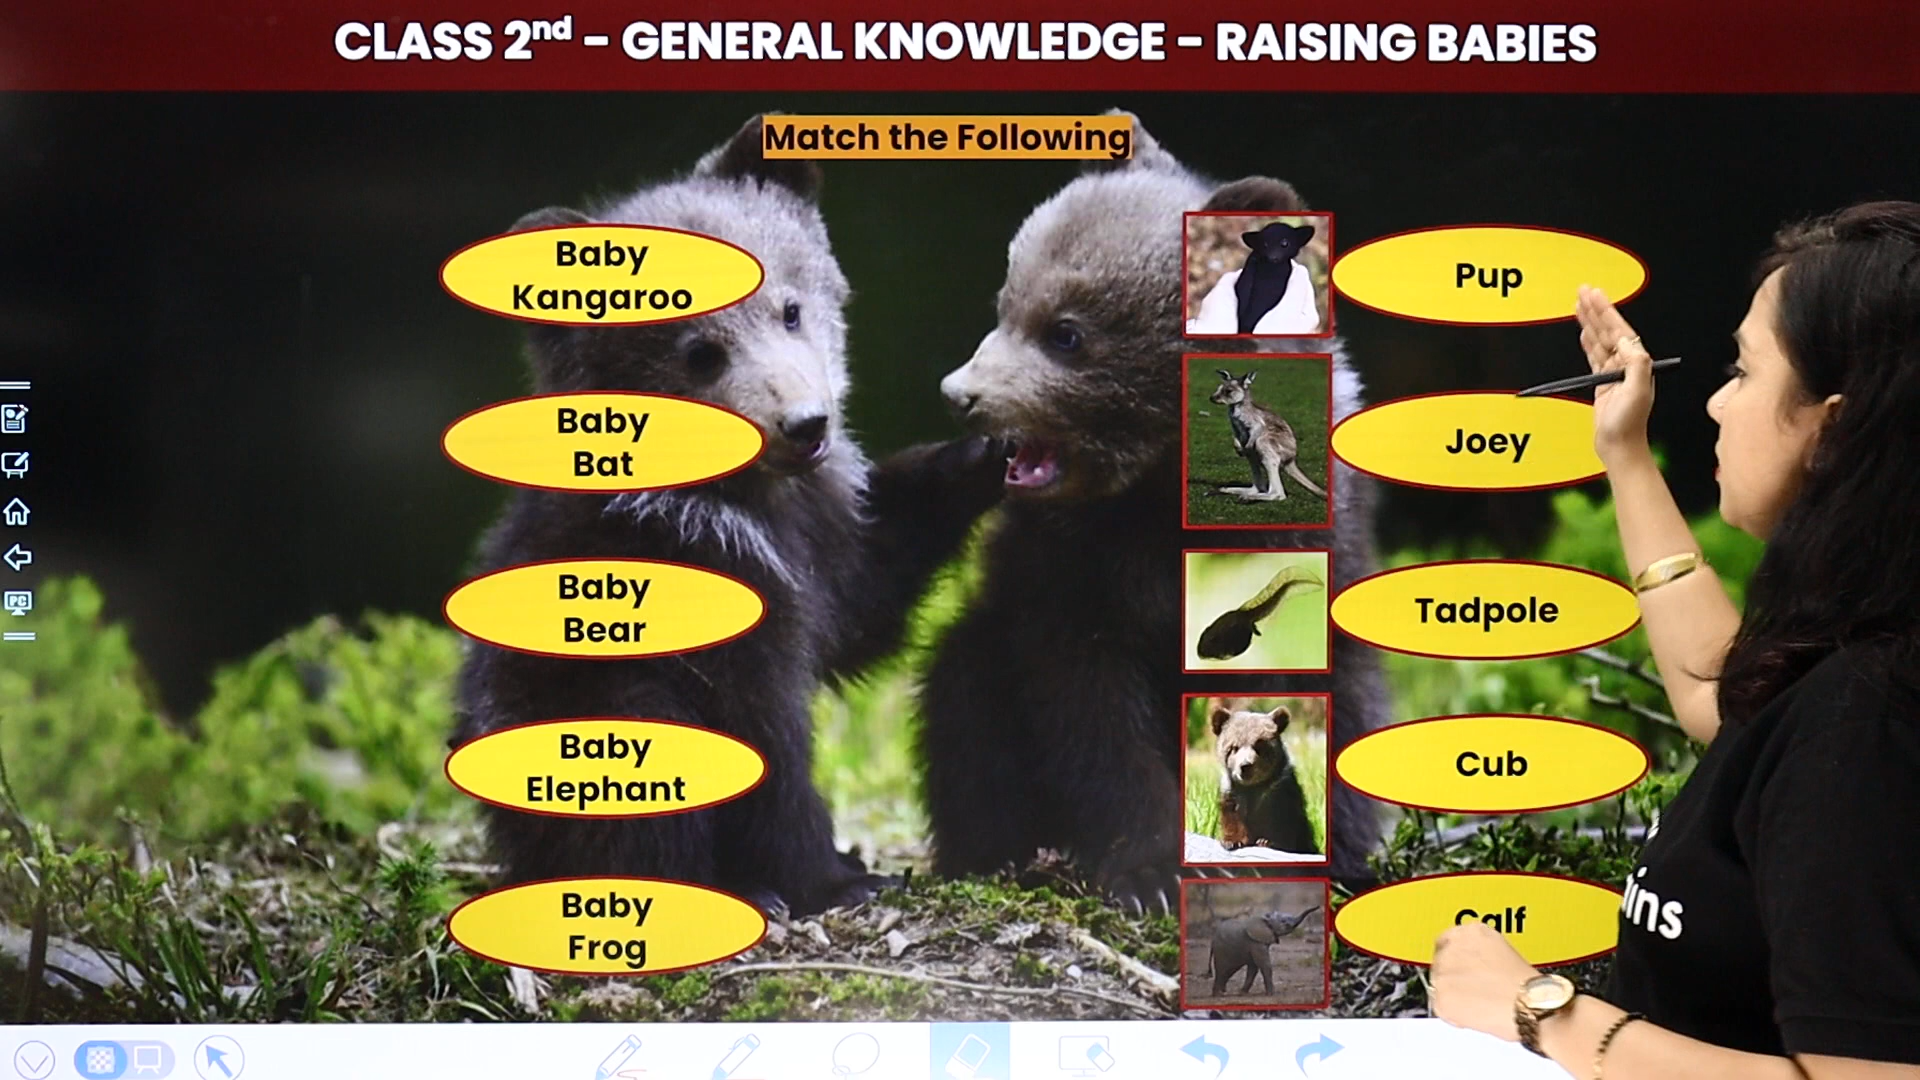 CLASS 2nd - GENERAL KNOWLEDGE - RAISING BABIES
Match the Following
Baby
Kangaroo
Pup
Baby
Bat
Joey
Baby
Bear
Tadpole
Baby
Elephant
Cub
Baby
Frog
Calf
PC